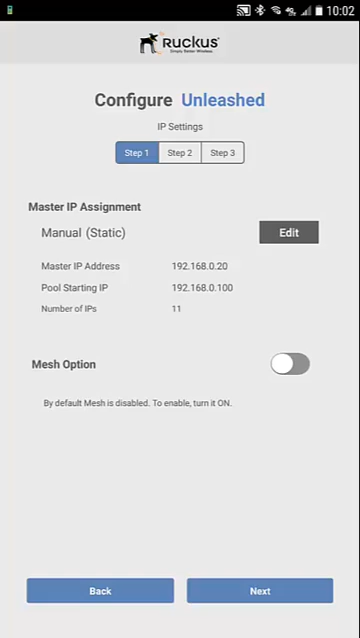 10:02
Ruckus
Simply Better Wireless.
Configure Unleashed
IP Settings
Step 1 Step 2 Step 3
Master IP Assignment
Manual (Static) Edit
Master IP Address 192.168.0.20
Pool Starting IP 192.168.0.100
Number of IPs 11
Mesh Option
By default Mesh is disabled. To enable, turn it ON.
Back Next